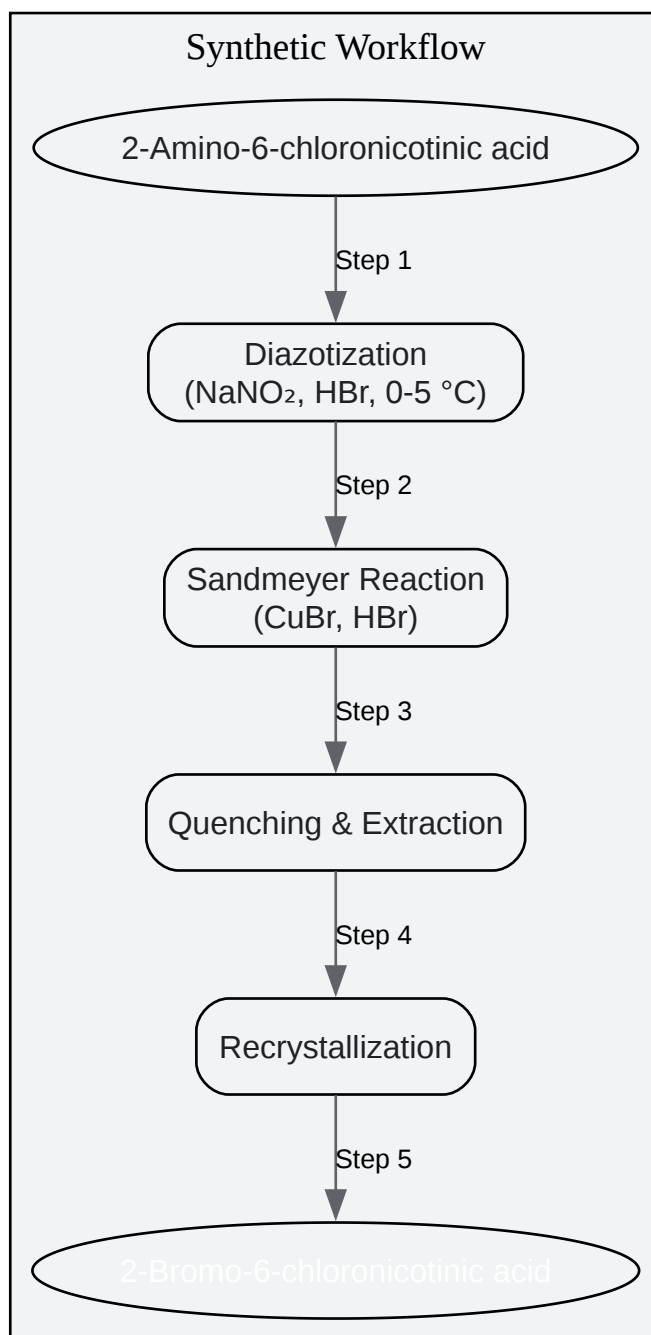 Synthetic Workflow
2-Amino-6-chloronicotinic acid
Step 1
Diazotization
(NaNO₂, HBr, 0-5 °C)
Step 2
Sandmeyer Reaction
(CuBr, HBr)
Step 3
Quenching & Extraction
Step 4
Recrystallization
Step 5
2-Bromo-6-chloronicotinic acid